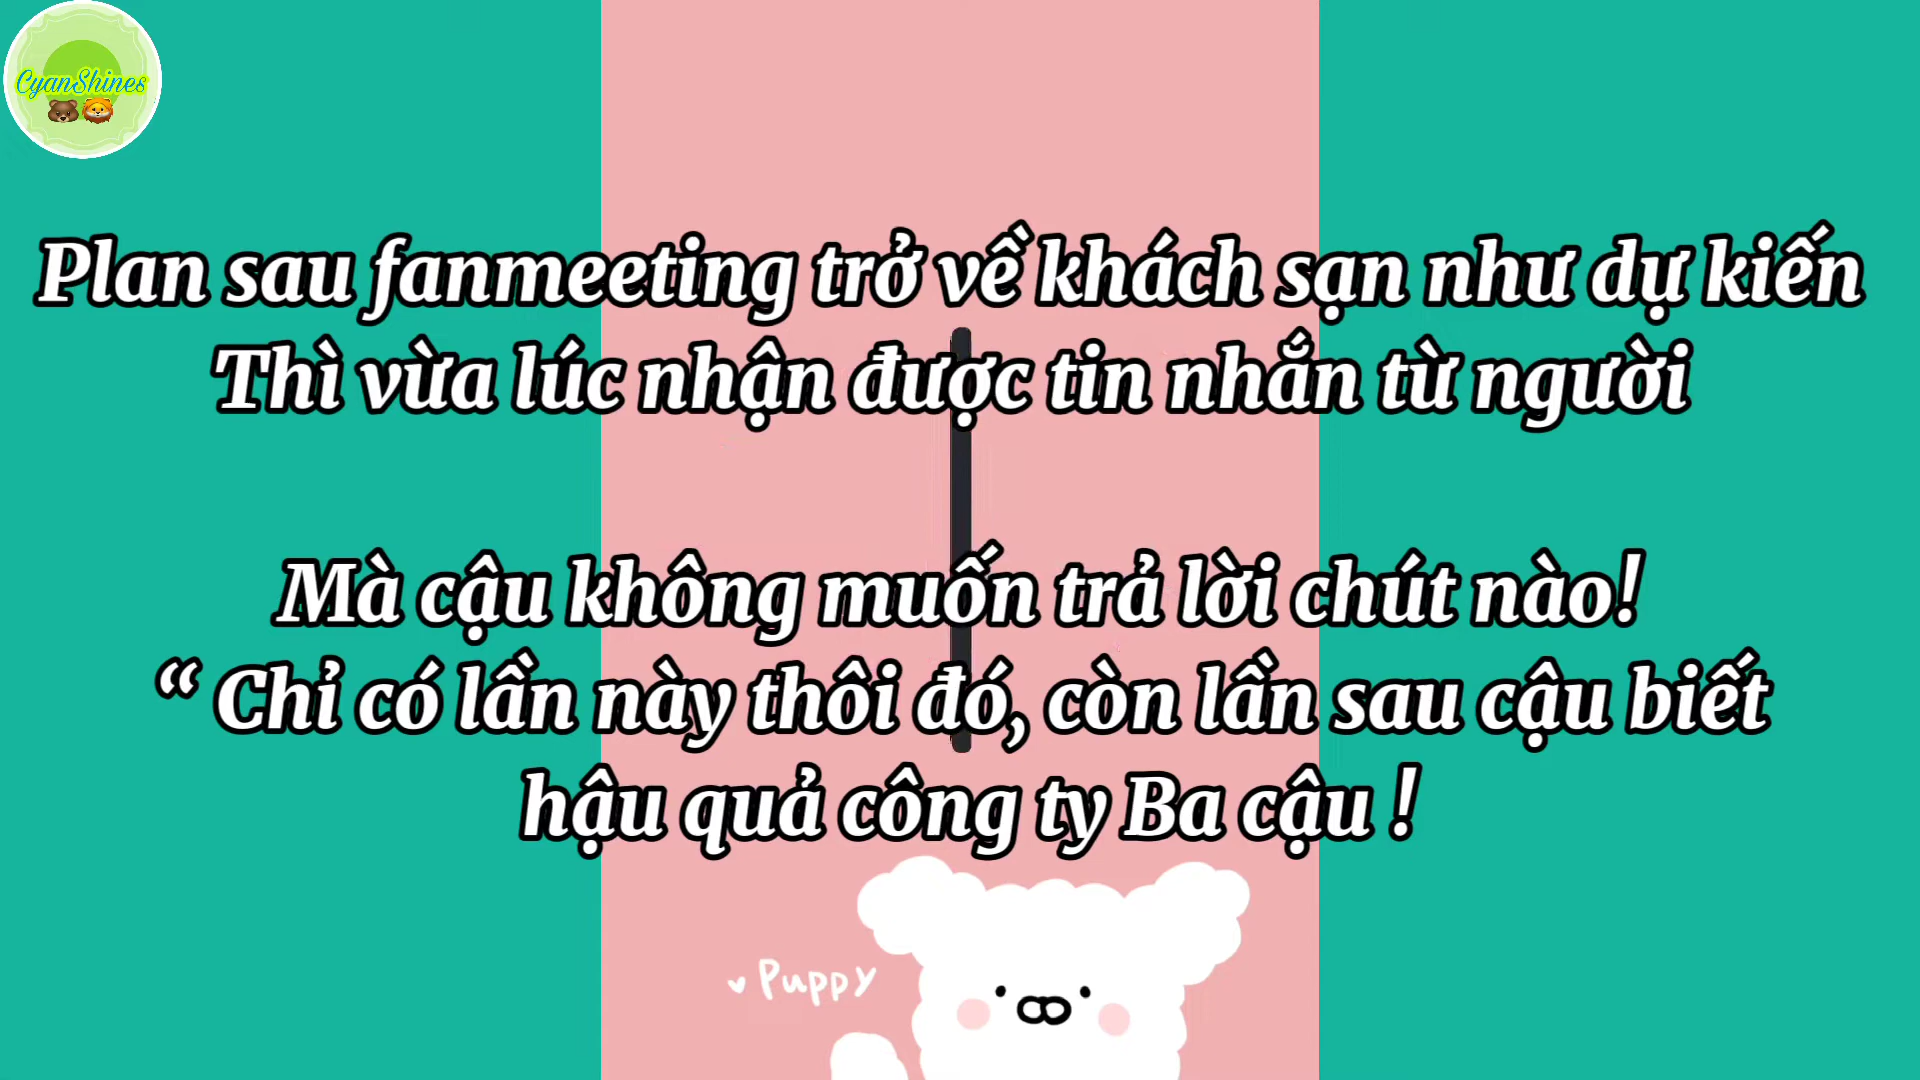 CyanShines
Plan sau fanmeeting trở về khách sạn như dự kiến
Thì vừa lúc nhận được tin nhắn từ người
Mà cậu không muốn trả lời chút nào!
“ Chỉ có lần này thôi đó, còn lần sau cậu biết
hậu quả công ty Ba cậu !
Puppy